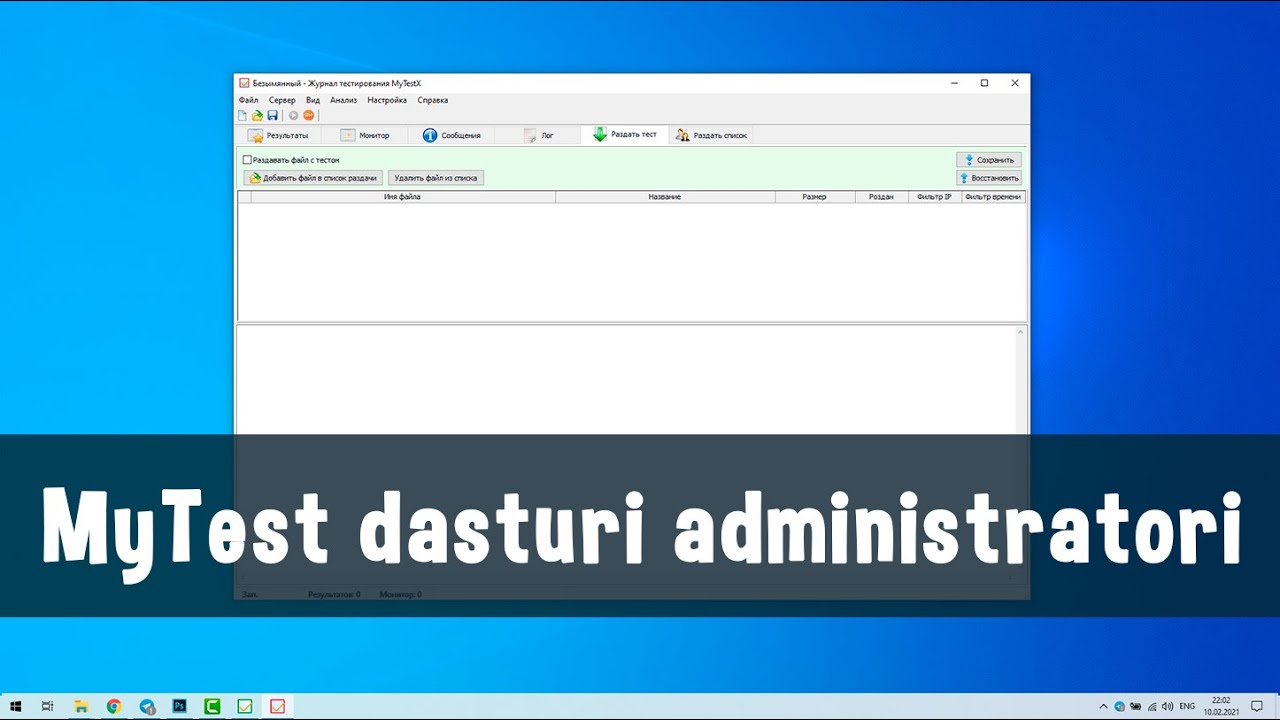 Безымянный - Журнал тестирования MyTestX
Файл Сервер Вид Анализ Настройка Справка
Результаты Монитор Сообщения Лог Раздать тест Раздать список
Раздавать файл с тестом
Сохранить
Добавить файл в список раздачи Удалить файл из списка
Восстановить
Имя файла Название Размер Роздан Фильтр IP Фильтр времени
MyTest dasturi administratori
Зап. Результатов: 0 Монитор: 0
Ps
ENG
22:02
10.02.2021